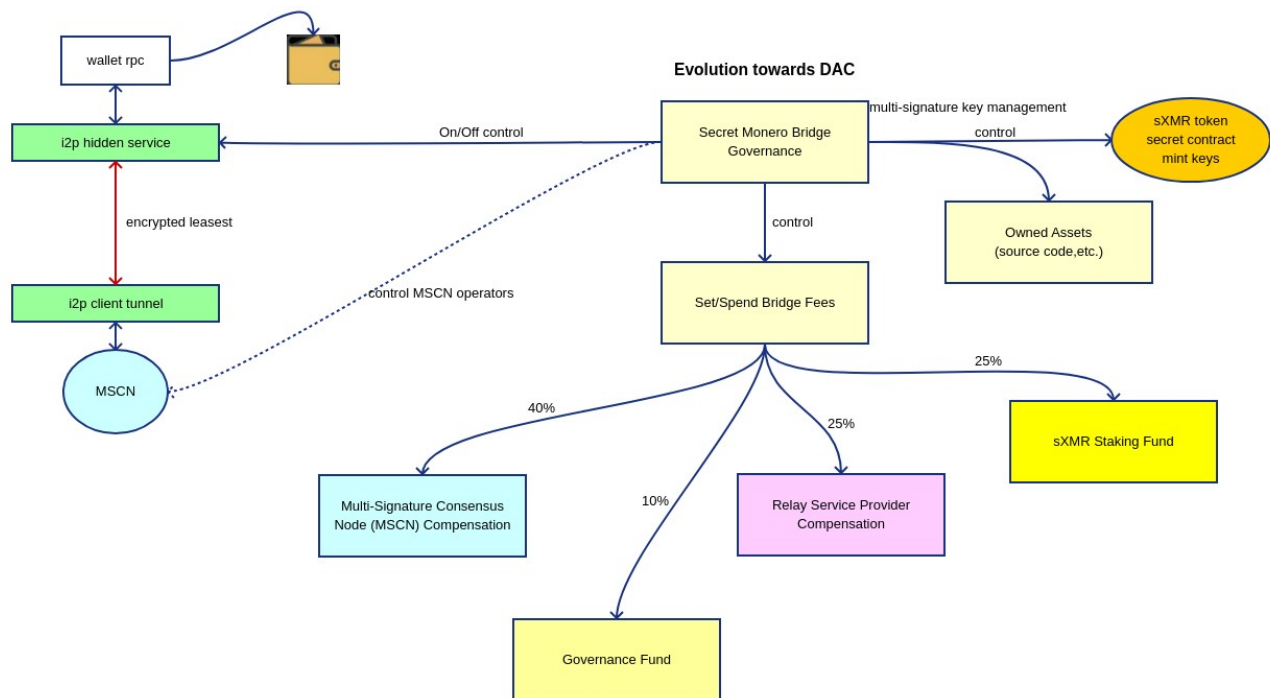 wallet rpc
Evolution towards DAC
multi-signature key management
On/Off control
control
sXMR token
secret contract
mint keys
i2p hidden service
Secret Monero Bridge
Governance
encrypted leasest
control
Owned Assets
(source code,etc.)
i2p client tunnel
control MSCN operators
Set/Spend Bridge Fees
MSCN
25%
40%
25%
sXMR Staking Fund
10%
Multi-Signature Consensus
Node (MSCN) Compensation
Relay Service Provider
Compensation
Governance Fund